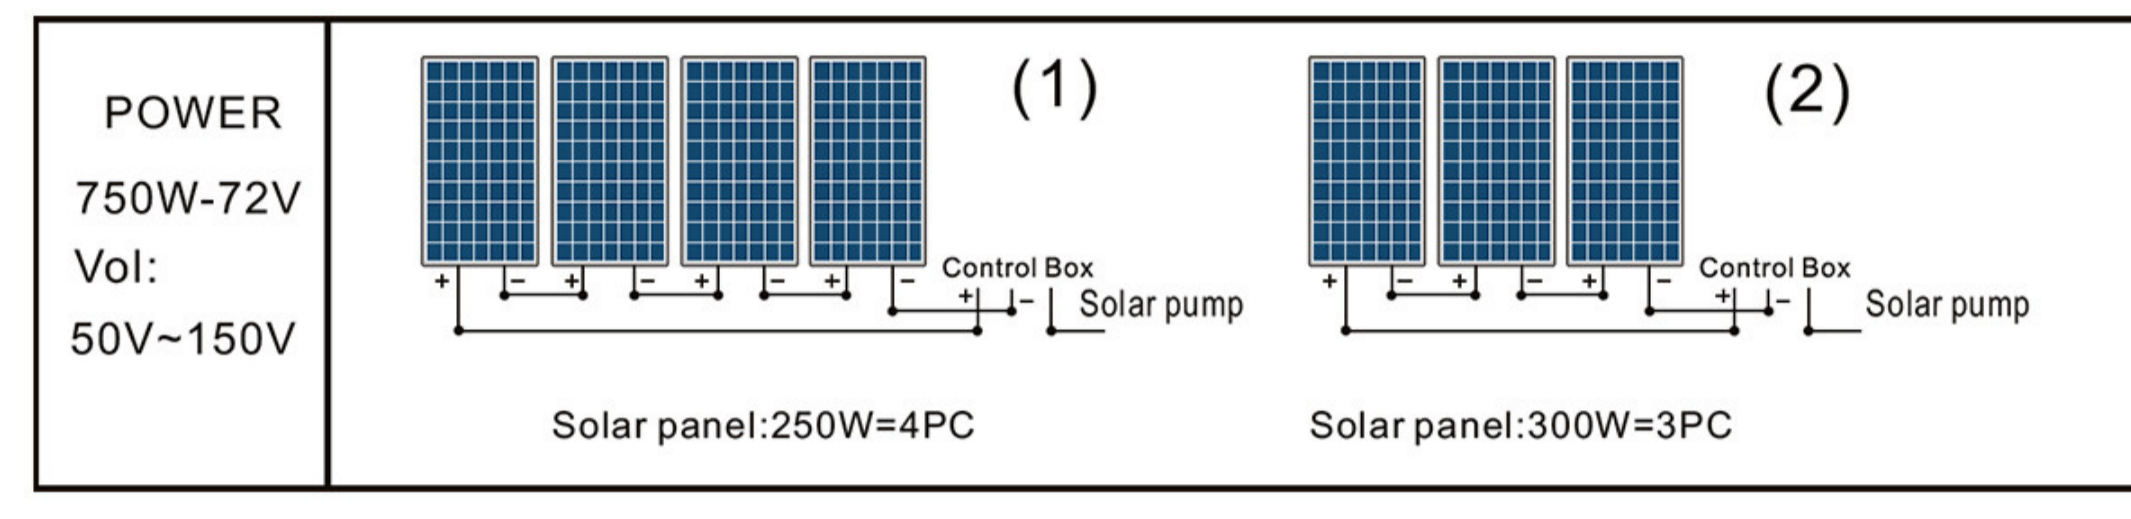 POWER
750W-72V
Vol:
50V~150V
(1)
+ − + − + − + −
Control Box
+ −
Solar pump
Solar panel:250W=4PC
(2)
+ − + − + −
Control Box
+ −
Solar pump
Solar panel:300W=3PC